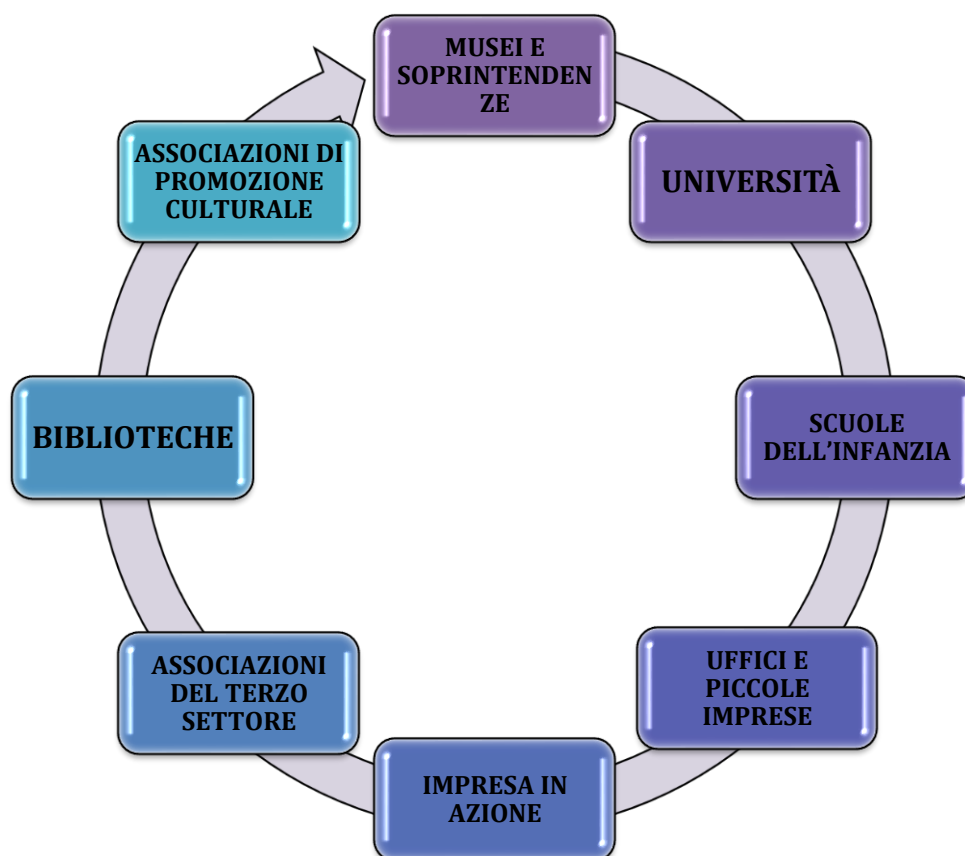 MUSEI E
SOPRINTENDEN
ZE
UNIVERSITÀ
SCUOLE
DELL’INFANZIA
UFFICI E
PICCOLE
IMPRESE
IMPRESA IN
AZIONE
ASSOCIAZIONI
DEL TERZO
SETTORE
BIBLIOTECHE
ASSOCIAZIONI DI
PROMOZIONE
CULTURALE